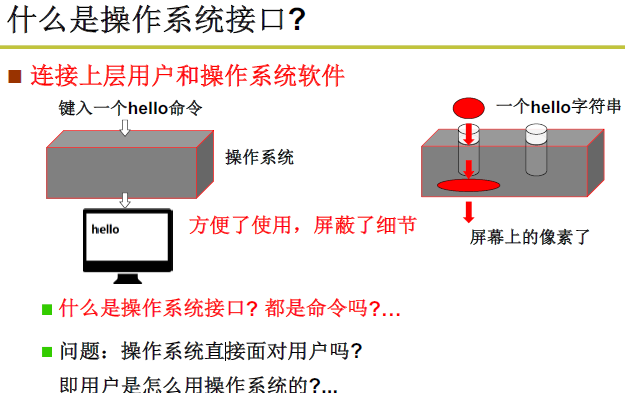 什么是操作系统接口?
连接上层用户和操作系统软件
键入一个hello命令
一个hello字符串
操作系统
hello
方便了使用，屏蔽了细节
屏幕上的像素了
什么是操作系统接口? 都是命令吗?…
问题：操作系统直接面对用户吗?
即用户是怎么用操作系统的?...